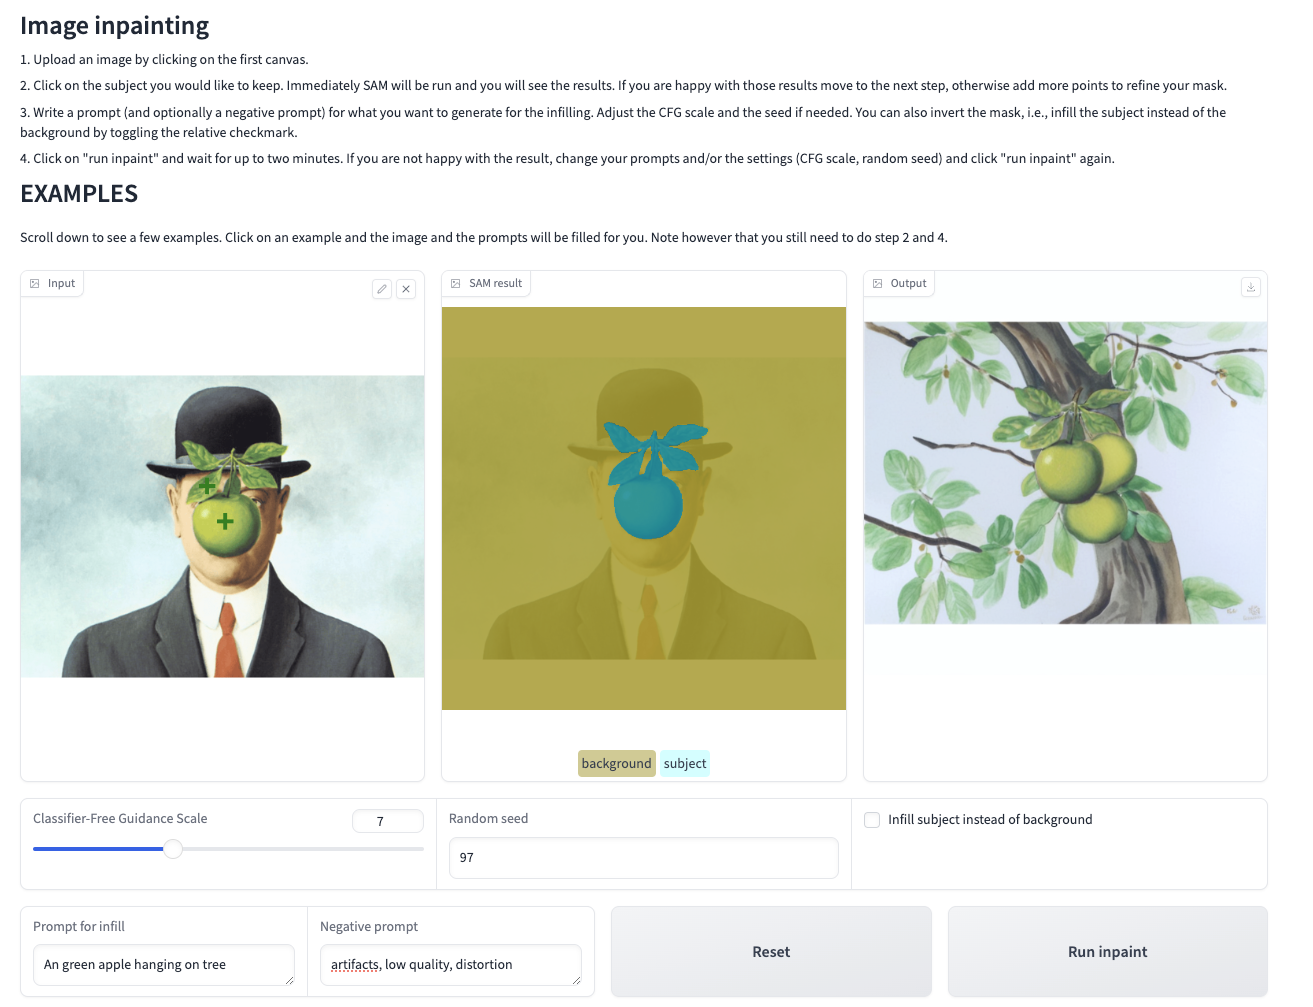 Image inpainting
1. Upload an image by clicking on the first canvas.
2. Click on the subject you would like to keep. Immediately SAM will be run and you will see the results. If you are happy with those results move to the next step, otherwise add more points to refine your mask.
3. Write a prompt (and optionally a negative prompt) for what you want to generate for the infilling. Adjust the CFG scale and the seed if needed. You can also invert the mask, i.e., infill the subject instead of the
background by toggling the relative checkmark.
4. Click on "run inpaint" and wait for up to two minutes. If you are not happy with the result, change your prompts and/or the settings (CFG scale, random seed) and click "run inpaint" again.
EXAMPLES
Scroll down to see a few examples. Click on an example and the image and the prompts will be filled for you. Note however that you still need to do step 2 and 4.
Input
SAM result
Output
background subject
Classifier-Free Guidance Scale
7
Random seed
97
Infill subject instead of background
Prompt for infill
An green apple hanging on tree
Negative prompt
artifacts, low quality, distortion
Reset
Run inpaint